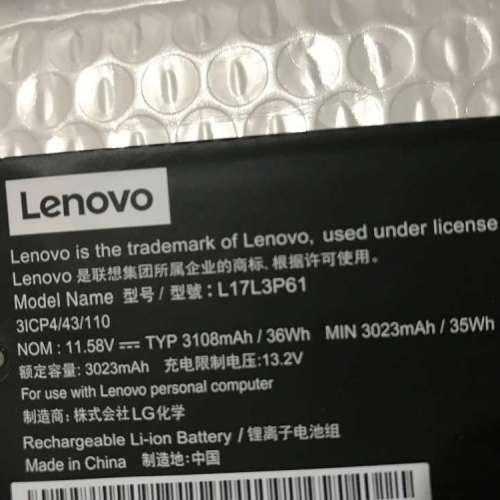 Lenovo
Lenovo is the trademark of Lenovo, used under license
Lenovo 是联想集团所属企业的商标, 根据许可使用。
Model Name 型号 / 型號 : L17L3P61
3ICP4/43/110
NOM : 11.58V ⎓ TYP 3108mAh / 36Wh MIN 3023mAh / 35Wh
额定容量: 3023mAh 充电限制电压:13.2V
For use with Lenovo personal computer
制造商: 株式会社LG化学
Rechargeable Li-ion Battery / 锂离子电池组
Made in China 制造地:中国